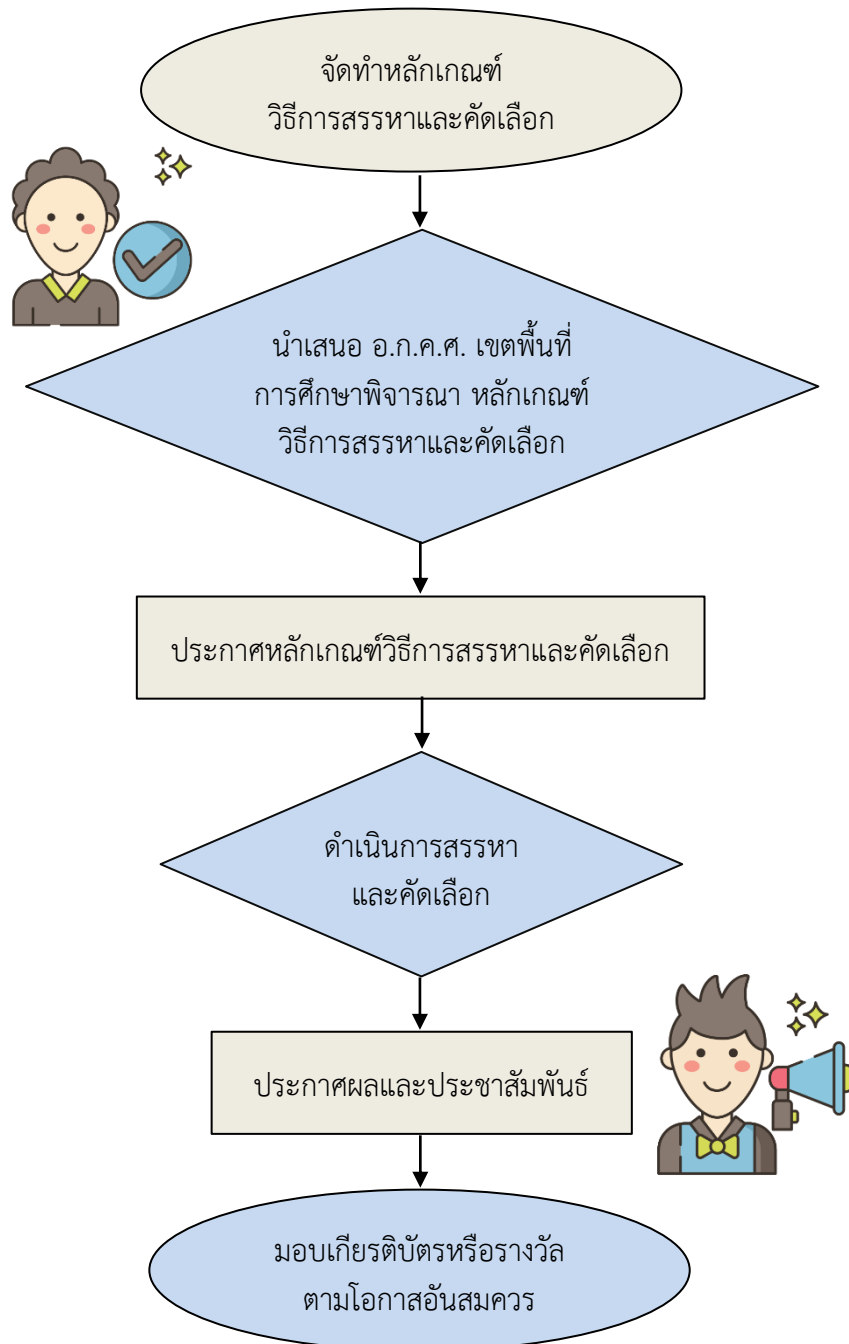 จัดทำหลักเกณฑ์
วิธีการสรรหาและคัดเลือก
นำเสนอ อ.ก.ค.ศ. เขตพื้นที่
การศึกษาพิจารณา หลักเกณฑ์
วิธีการสรรหาและคัดเลือก
ประกาศหลักเกณฑ์วิธีการสรรหาและคัดเลือก
ดำเนินการสรรหา
และคัดเลือก
ประกาศผลและประชาสัมพันธ์
มอบเกียรติบัตรหรือรางวัล
ตามโอกาสอันสมควร